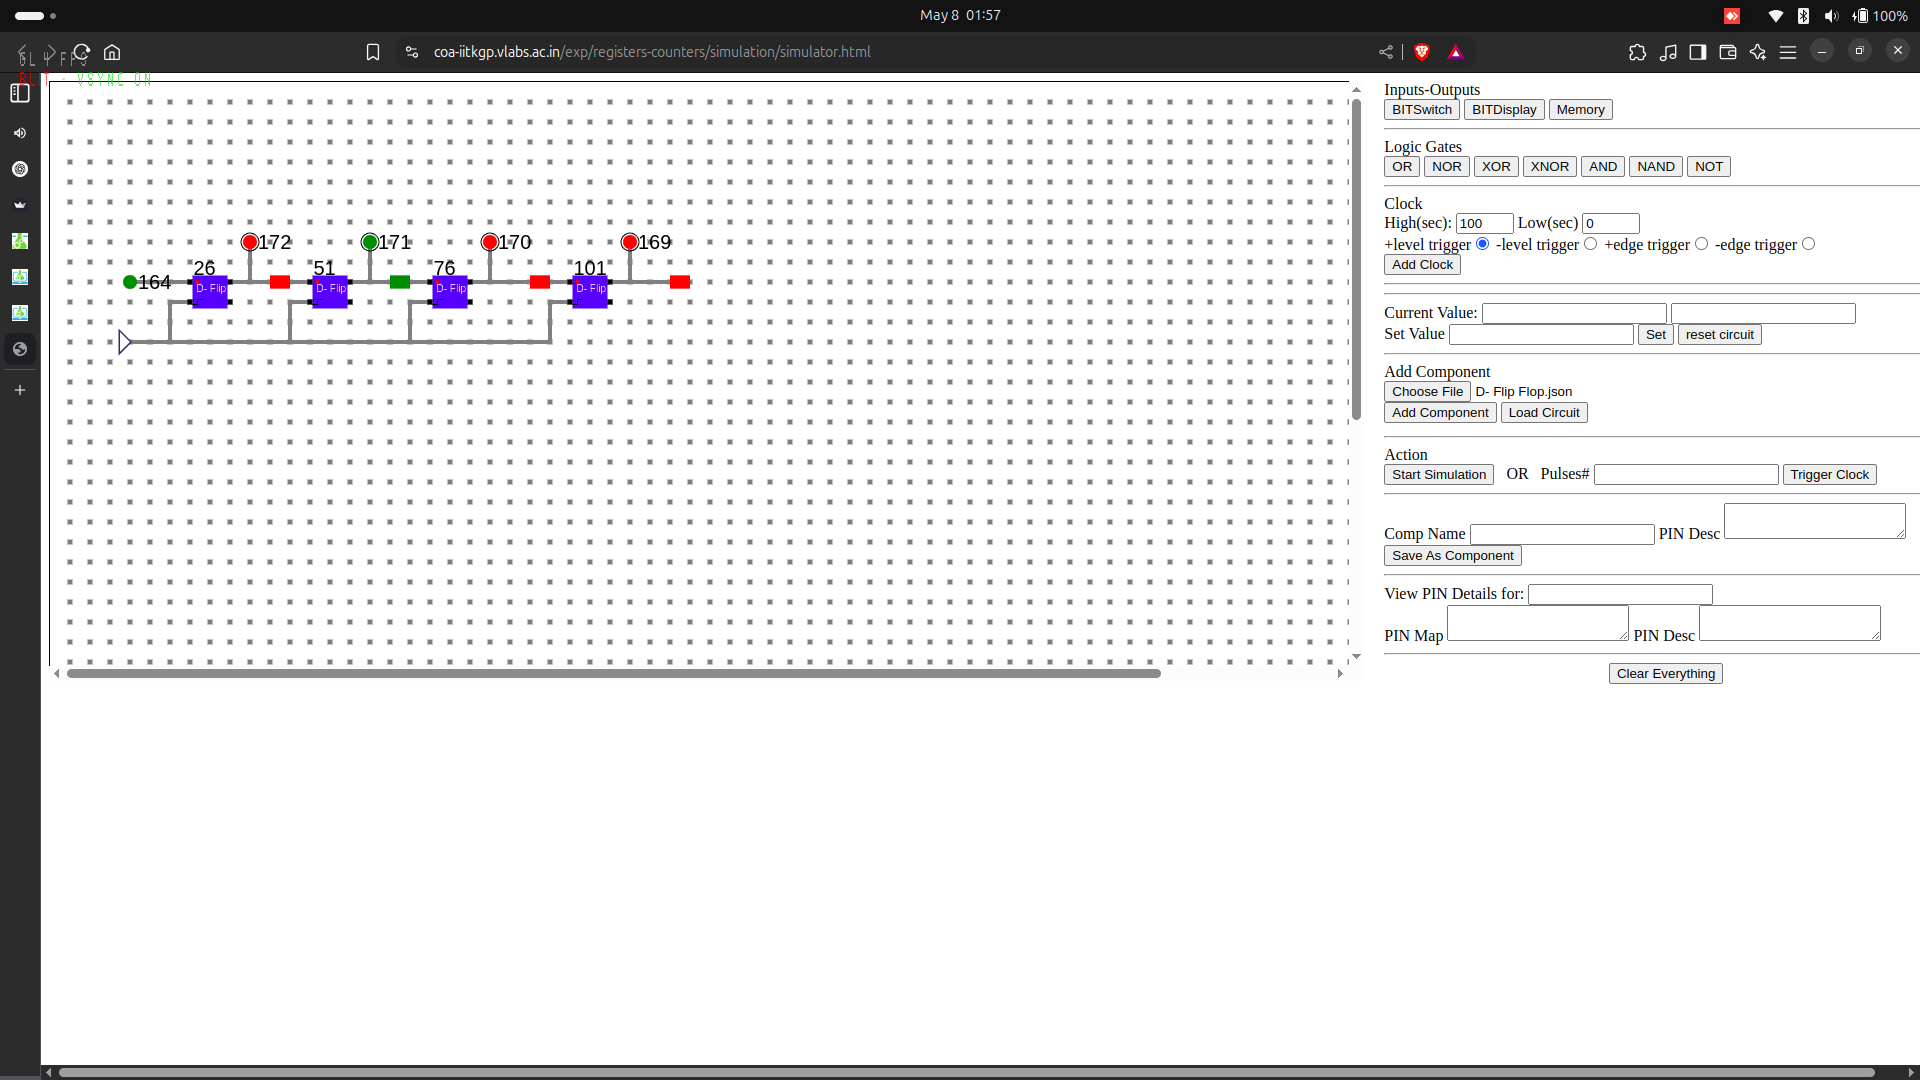 May 8 01:57
100%
coa-iitkgp.vlabs.ac.in/exp/registers-counters/simulation/simulator.html
GL 4 FPS
VSYNC ON
Inputs-Outputs
BITSwitch BITDisplay Memory
Logic Gates
OR NOR XOR XNOR AND NAND NOT
Clock
High(sec): 100 Low(sec) 0
+level trigger -level trigger +edge trigger -edge trigger
Add Clock
Current Value:
Set Value Set reset circuit
Add Component
Choose File D- Flip Flop.json
Add Component Load Circuit
Action
Start Simulation OR Pulses# Trigger Clock
Comp Name PIN Desc
Save As Component
View PIN Details for:
PIN Map PIN Desc
Clear Everything
172 171 170 169
26 51 76 101
164 D- Flip D- Flip D- Flip D- Flip